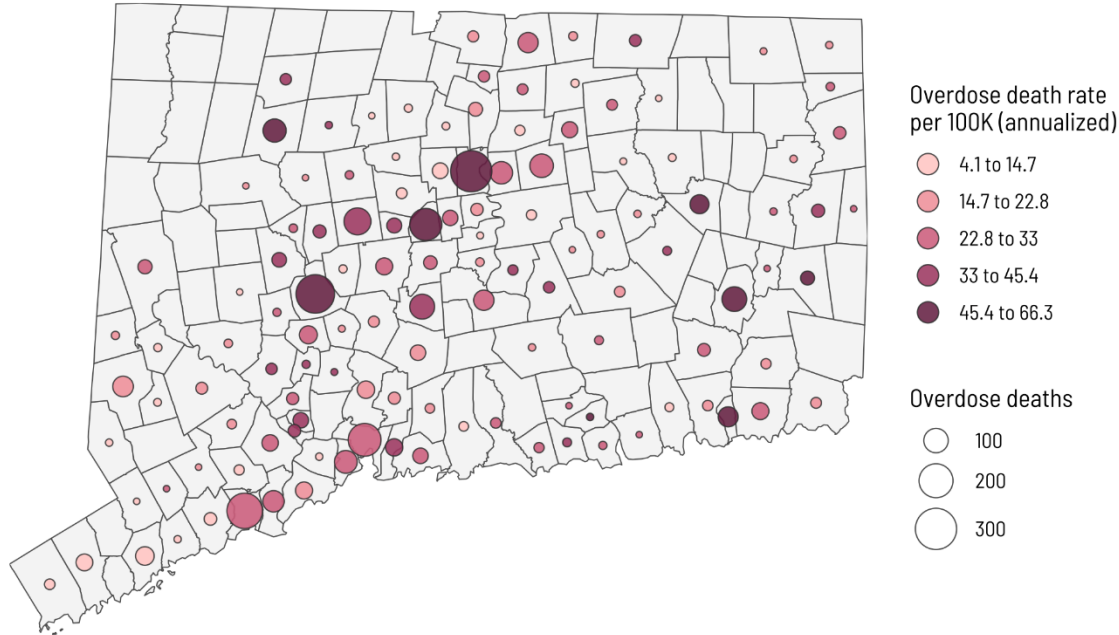 Overdose death rate
per 100K (annualized)
4.1 to 14.7
14.7 to 22.8
22.8 to 33
33 to 45.4
45.4 to 66.3
Overdose deaths
100
200
300